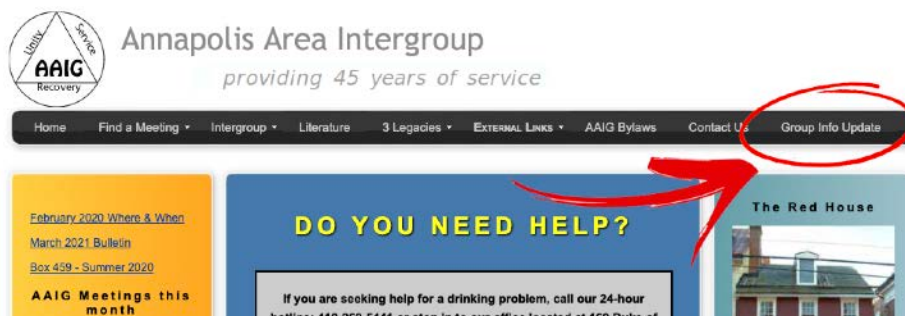 Unity
Service
AAIG
Recovery
Annapolis Area Intergroup
providing 45 years of service
Home Find a Meeting Intergroup Literature 3 Legacies EXTERNAL LINKS AAIG Bylaws Contact Us Group Info Update
February 2020 Where & When
March 2021 Bulletin
Box 459 - Summer 2020
AAIG Meetings this
month
DO YOU NEED HELP?
If you are seeking help for a drinking problem, call our 24-hour
The Red House